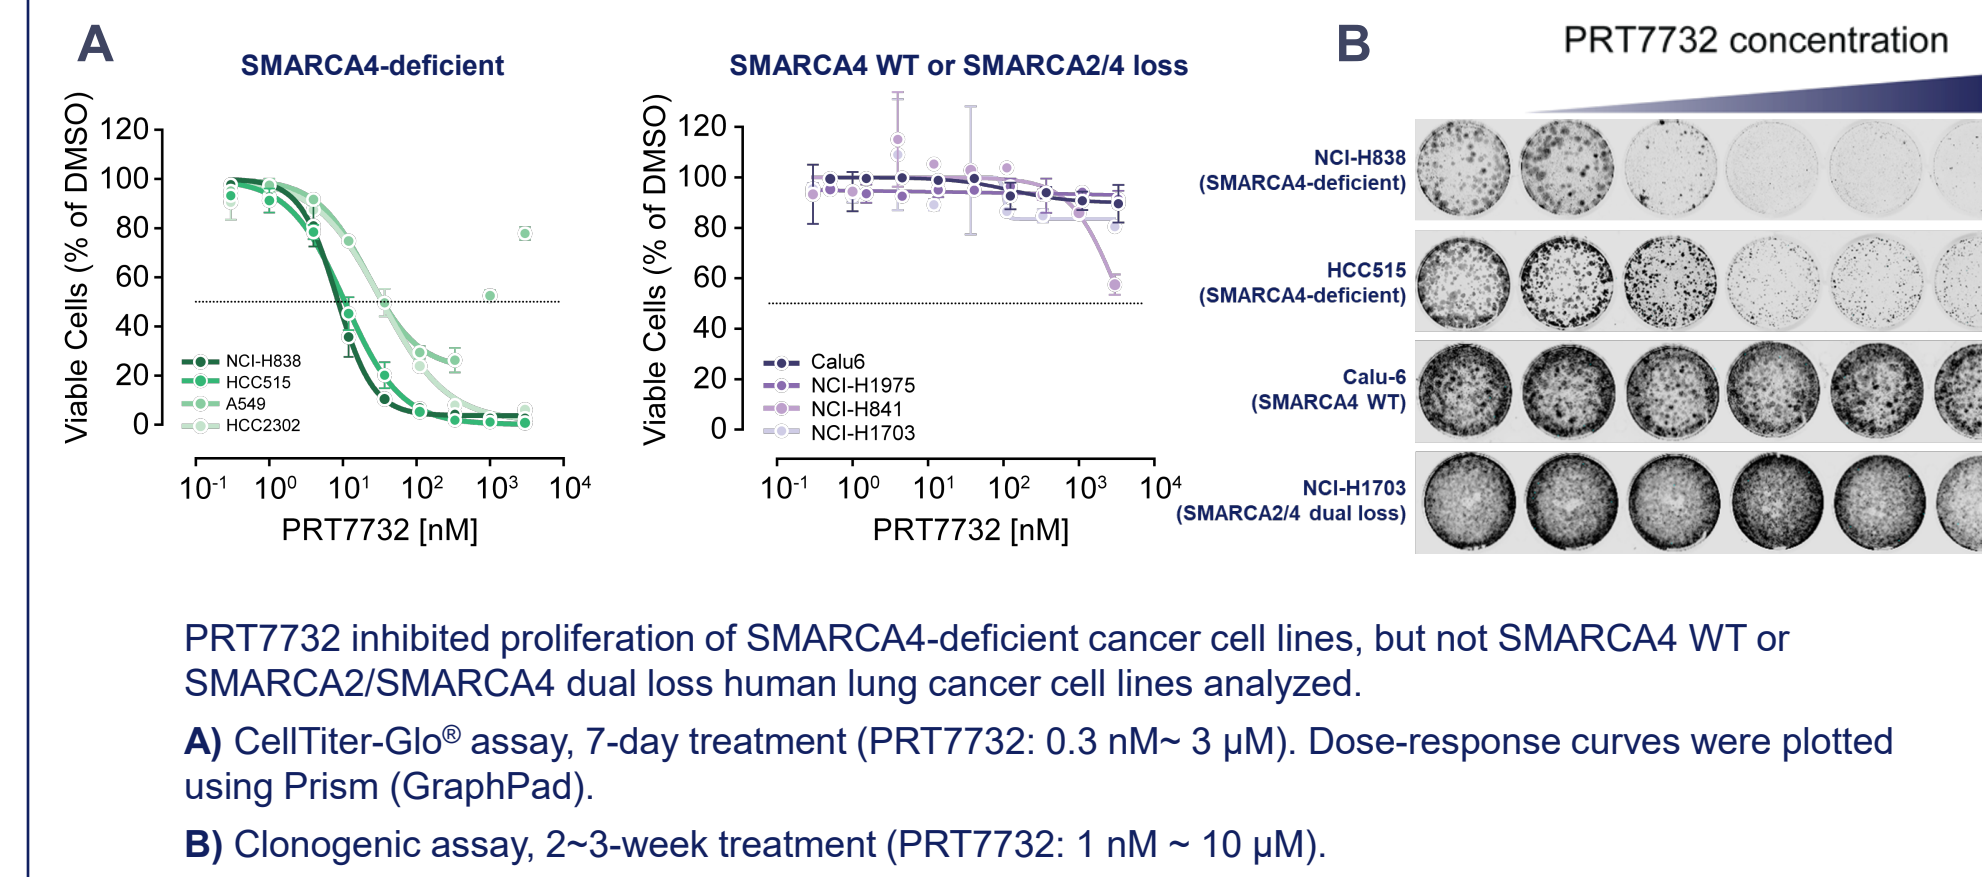 A
SMARCA4-deficient
Viable Cells (% of DMSO)
120
100
80
60
40
20
0
NCI-H838
HCC515
A549
HCC2302
10⁻¹ 10⁰ 10¹ 10² 10³ 10⁴
PRT7732 [nM]
SMARCA4 WT or SMARCA2/4 loss
Viable Cells (% of DMSO)
120
100
80
60
40
20
0
Calu6
NCI-H1975
NCI-H841
NCI-H1703
10⁻¹ 10⁰ 10¹ 10² 10³ 10⁴
PRT7732 [nM]
B
PRT7732 concentration
NCI-H838
(SMARCA4-deficient)
HCC515
(SMARCA4-deficient)
Calu-6
(SMARCA4 WT)
NCI-H1703
(SMARCA2/4 dual loss)
PRT7732 inhibited proliferation of SMARCA4-deficient cancer cell lines, but not SMARCA4 WT or
SMARCA2/SMARCA4 dual loss human lung cancer cell lines analyzed.
A) CellTiter-Glo® assay, 7-day treatment (PRT7732: 0.3 nM~ 3 µM). Dose-response curves were plotted
using Prism (GraphPad).
B) Clonogenic assay, 2~3-week treatment (PRT7732: 1 nM ~ 10 µM).